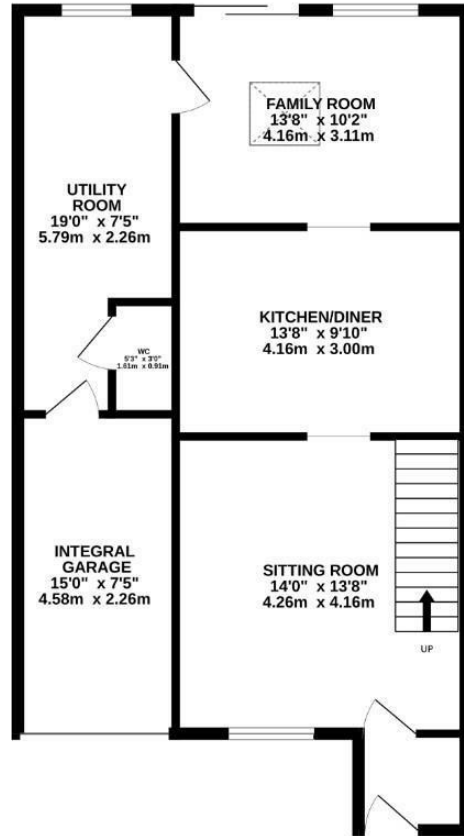 FAMILY ROOM
13'8" x 10'2"
4.16m x 3.11m
UTILITY
ROOM
19'0" x 7'5"
5.79m x 2.26m
KITCHEN/DINER
13'8" x 9'10"
4.16m x 3.00m
WC
5'3" x 3'0"
1.61m x 0.91m
INTEGRAL
GARAGE
15'0" x 7'5"
4.58m x 2.26m
SITTING ROOM
14'0" x 13'8"
4.26m x 4.16m
UP